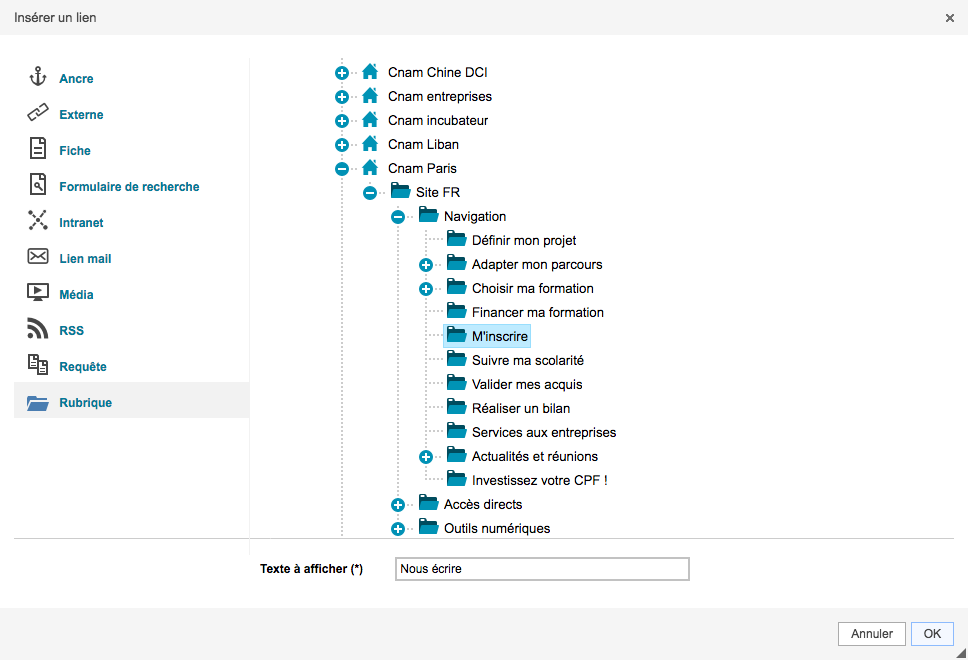 Insérer un lien
Ancre
Externe
Fiche
Formulaire de recherche
Intranet
Lien mail
Média
RSS
Requête
Rubrique
Cnam Chine DCI
Cnam entreprises
Cnam incubateur
Cnam Liban
Cnam Paris
Site FR
Navigation
Définir mon projet
Adapter mon parcours
Choisir ma formation
Financer ma formation
M'inscrire
Suivre ma scolarité
Valider mes acquis
Réaliser un bilan
Services aux entreprises
Actualités et réunions
Investissez votre CPF !
Accès directs
Outils numériques
Texte à afficher (*) Nous écrire
Annuler OK